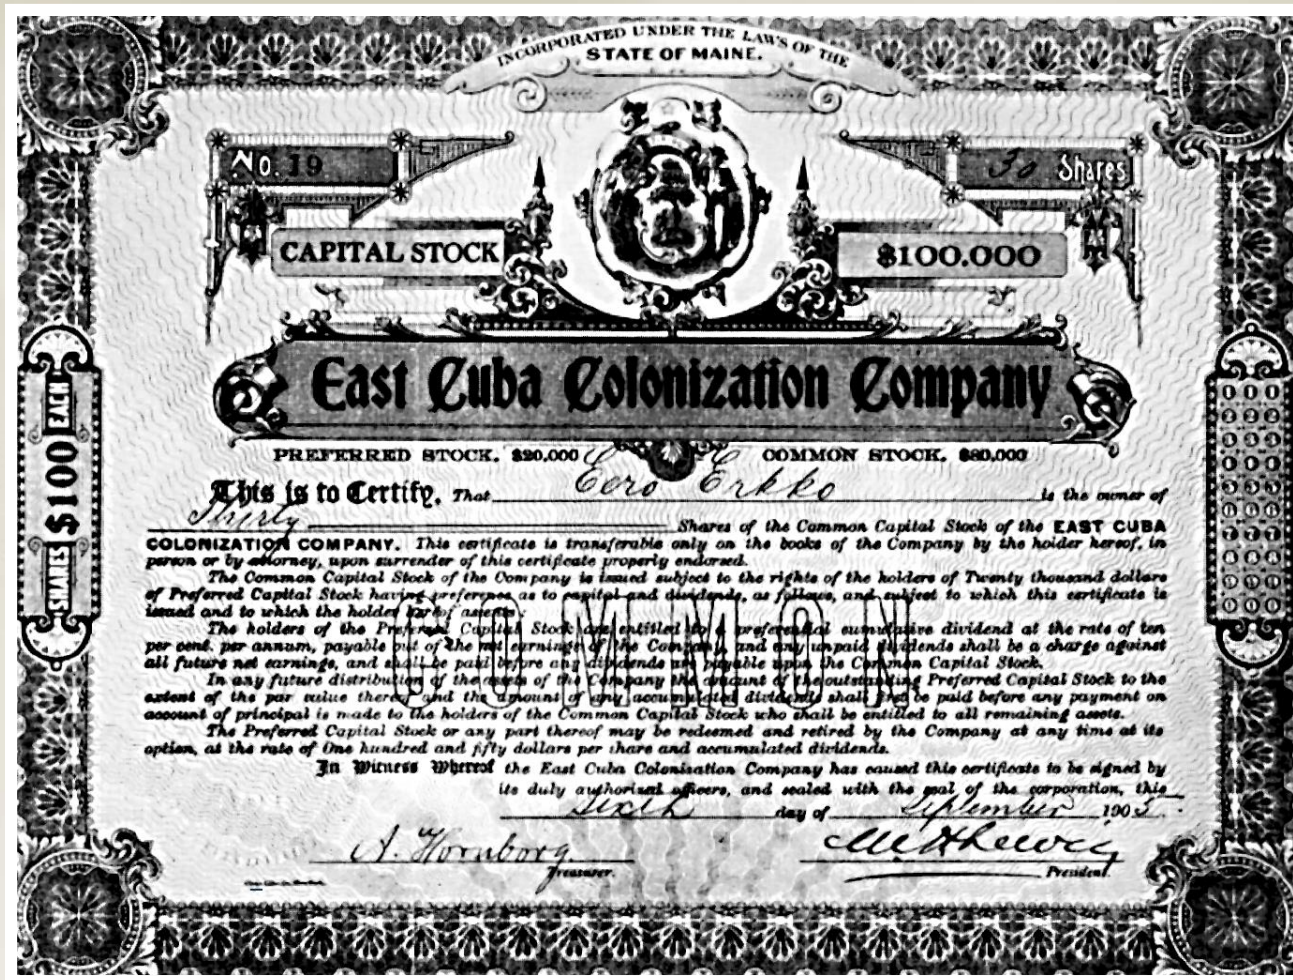 INCORPORATED UNDER THE LAWS OF THE
STATE OF MAINE.
No. 19
30 Shares
CAPITAL STOCK
$100.000
East Cuba Colonization Company
PREFERRED STOCK. $20,000
COMMON STOCK. $80,000
SHARES $100 EACH
This is to Certify, That Eero Erkko is the owner of
Thirty Shares of the Common Capital Stock of the EAST CUBA
COLONIZATION COMPANY. This certificate is transferable only on the books of the Company by the holder hereof, in
person or by attorney, upon surrender of this certificate properly endorsed.
The Common Capital Stock of the Company is issued subject to the rights of the holders of Twenty thousand dollars
of Preferred Capital Stock having preference as to capital and dividends, as follows, and subject to which this certificate is
issued and to which the holder hereof assents:
The holders of the Preferred Capital Stock are entitled to a preferential cumulative dividend at the rate of ten
per cent. per annum, payable out of the net earnings of the Company and any unpaid dividends shall be a charge against
all future net earnings, and shall be paid before any dividends are payable upon the Common Capital Stock.
In any future distribution of the assets of the Company the amount of the outstanding Preferred Capital Stock to the
extent of the par value thereof and the amount of any accumulated dividend shall first be paid before any payment on
account of principal is made to the holders of the Common Capital Stock who shall be entitled to all remaining assets.
The Preferred Capital Stock or any part thereof may be redeemed and retired by the Company at any time at its
option, at the rate of One hundred and fifty dollars per share and accumulated dividends.
COMMON
In Witness Whereof the East Cuba Colonization Company has caused this certificate to be signed by
its duly authorized officers, and sealed with the seal of the corporation, this
Sixth day of September 1905
A. Hornborg
Treasurer.
President.